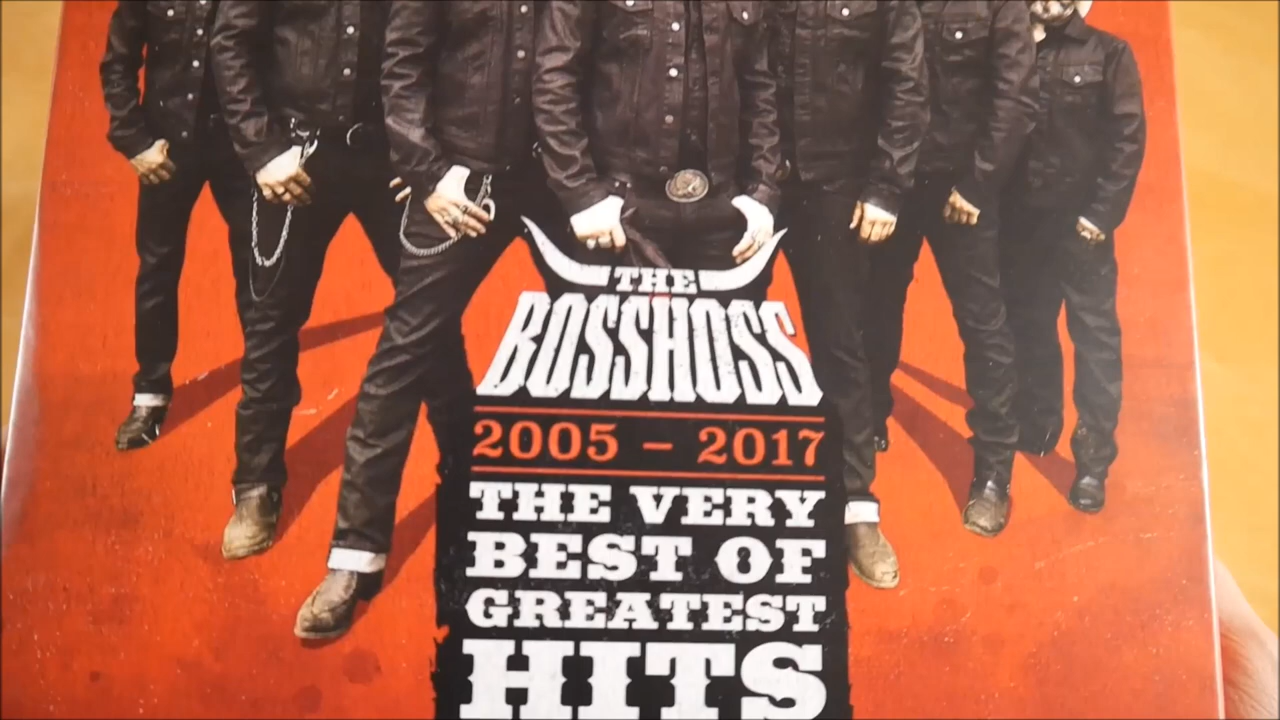 THE
BOSSHOSS
2005 – 2017
THE VERY
BEST OF
GREATEST
HITS